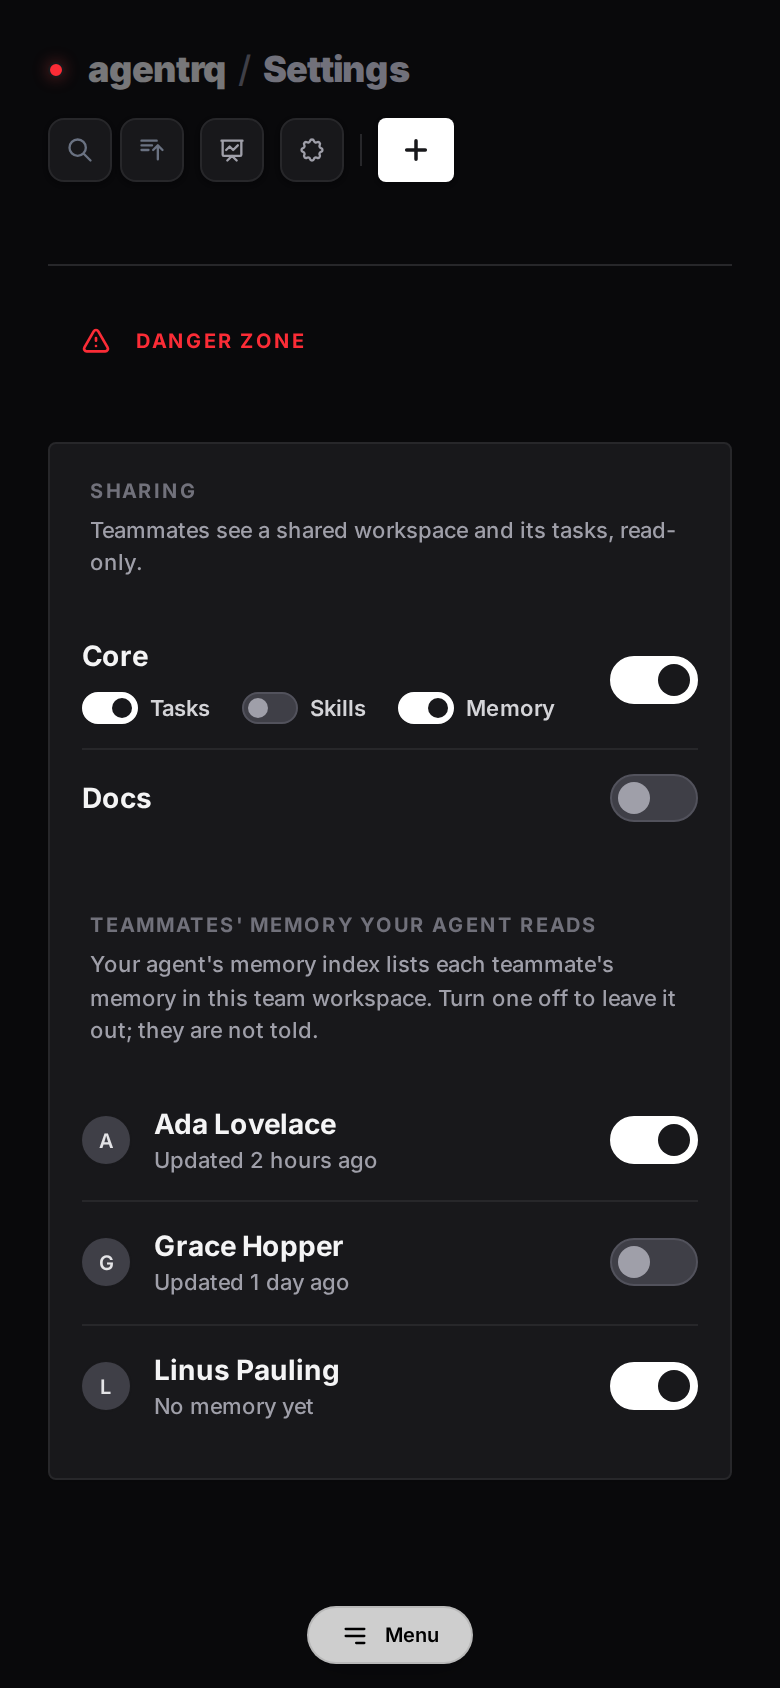 agentrq / Settings
DANGER ZONE
SHARING
Teammates see a shared workspace and its tasks, read-
only.
Core
Tasks Skills Memory
Docs
TEAMMATES' MEMORY YOUR AGENT READS
Your agent's memory index lists each teammate's
memory in this team workspace. Turn one off to leave it
out; they are not told.
A Ada Lovelace
Updated 2 hours ago
G Grace Hopper
Updated 1 day ago
L Linus Pauling
No memory yet
Menu